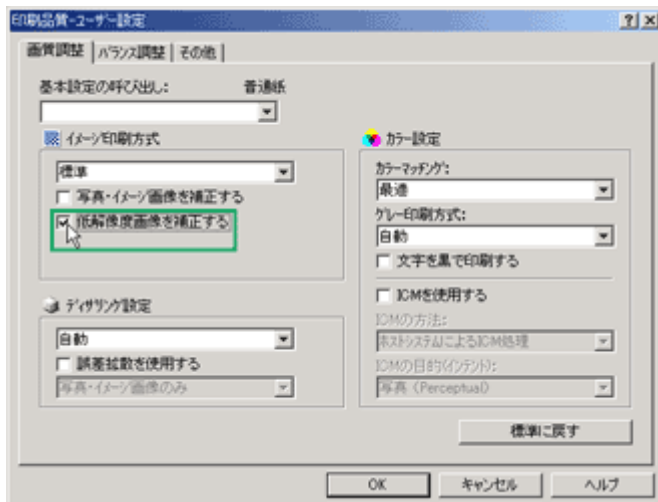 印刷品質-2-ユーザー設定
画質調整 バランス調整 その他
基本設定の呼び出し: 普通紙
イメージ印刷方式
標準
写真・イメージ画像を補正する
低解像度画像を補正する
ディザリング設定
自動
誤差拡散を使用する
写真・イメージ画像のみ
カラー設定
カラーマッチング:
最適
グレー印刷方式:
自動
文字を黒で印刷する
ICMを使用する
ICMの方法:
ホストシステムによるICM処理
ICMの目的(インテント):
写真 (Perceptual)
標準に戻す
OK キャンセル ヘルプ